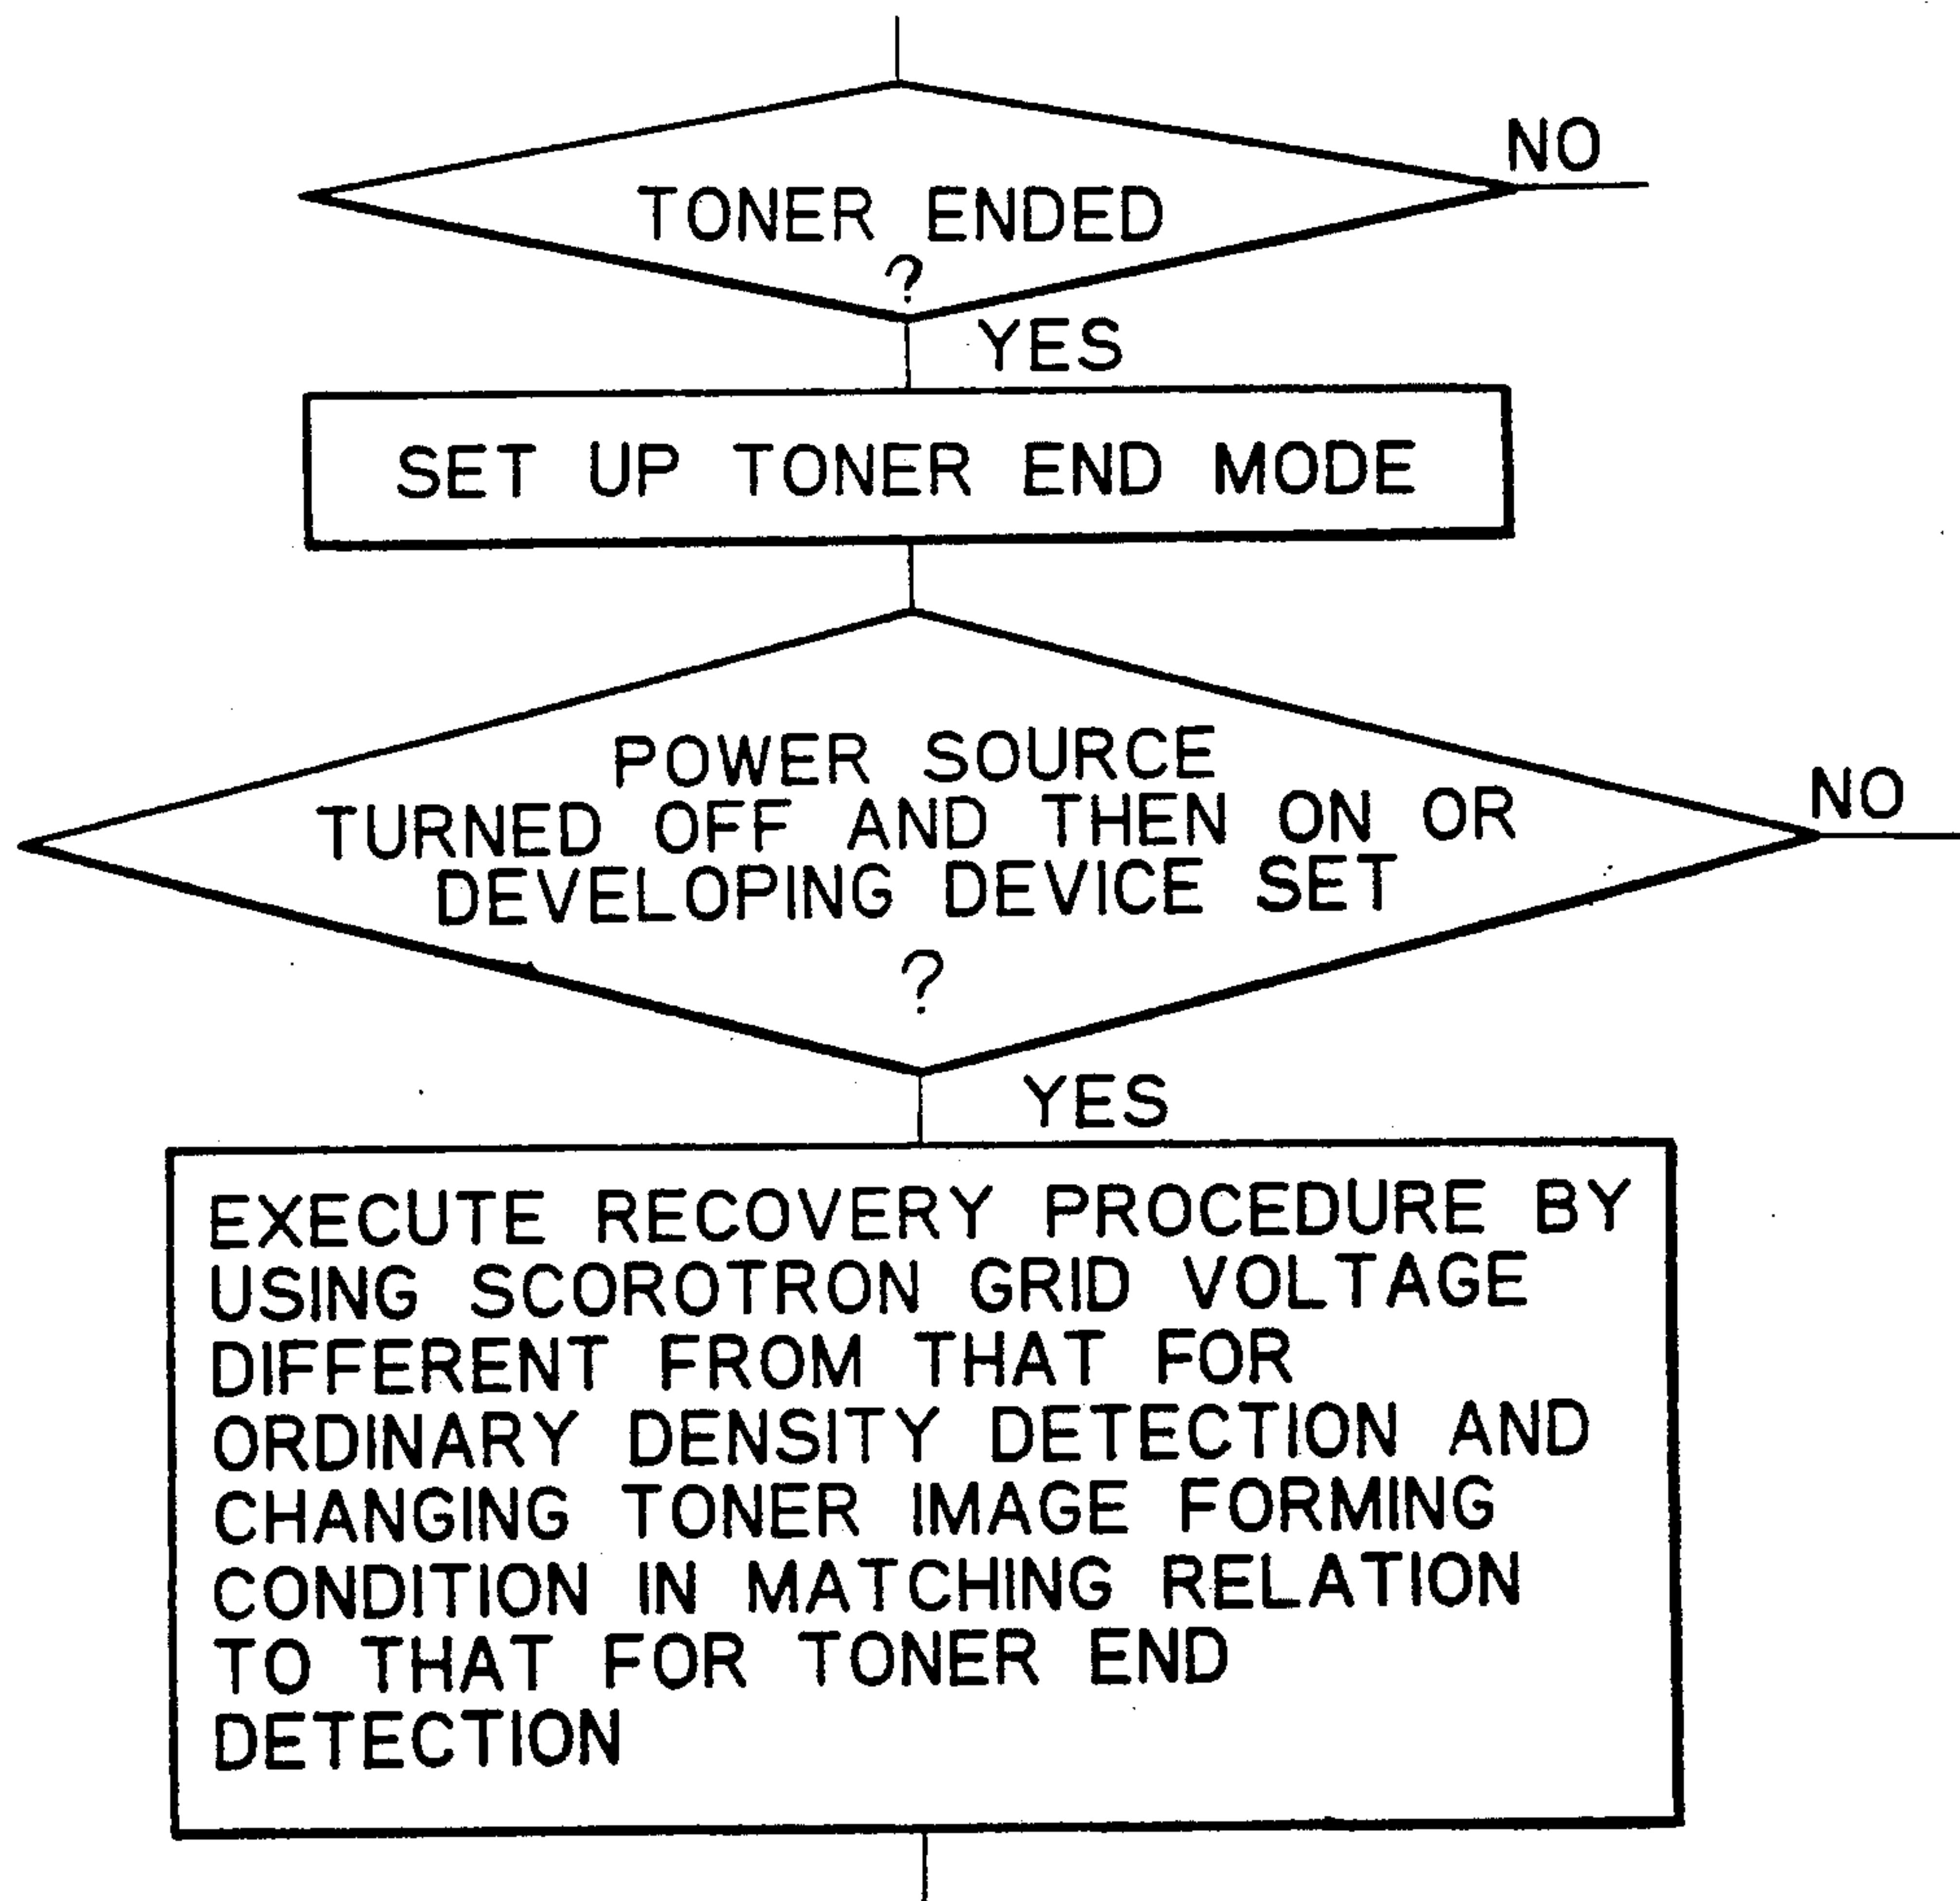 NO
TONER ENDED
?
YES
SET UP TONER END MODE
POWER SOURCE
TURNED OFF AND THEN ON OR
DEVELOPING DEVICE SET
?
NO
YES
EXECUTE RECOVERY PROCEDURE BY
USING SCOROTRON GRID VOLTAGE
DIFFERENT FROM THAT FOR
ORDINARY DENSITY DETECTION AND
CHANGING TONER IMAGE FORMING
CONDITION IN MATCHING RELATION
TO THAT FOR TONER END
DETECTION